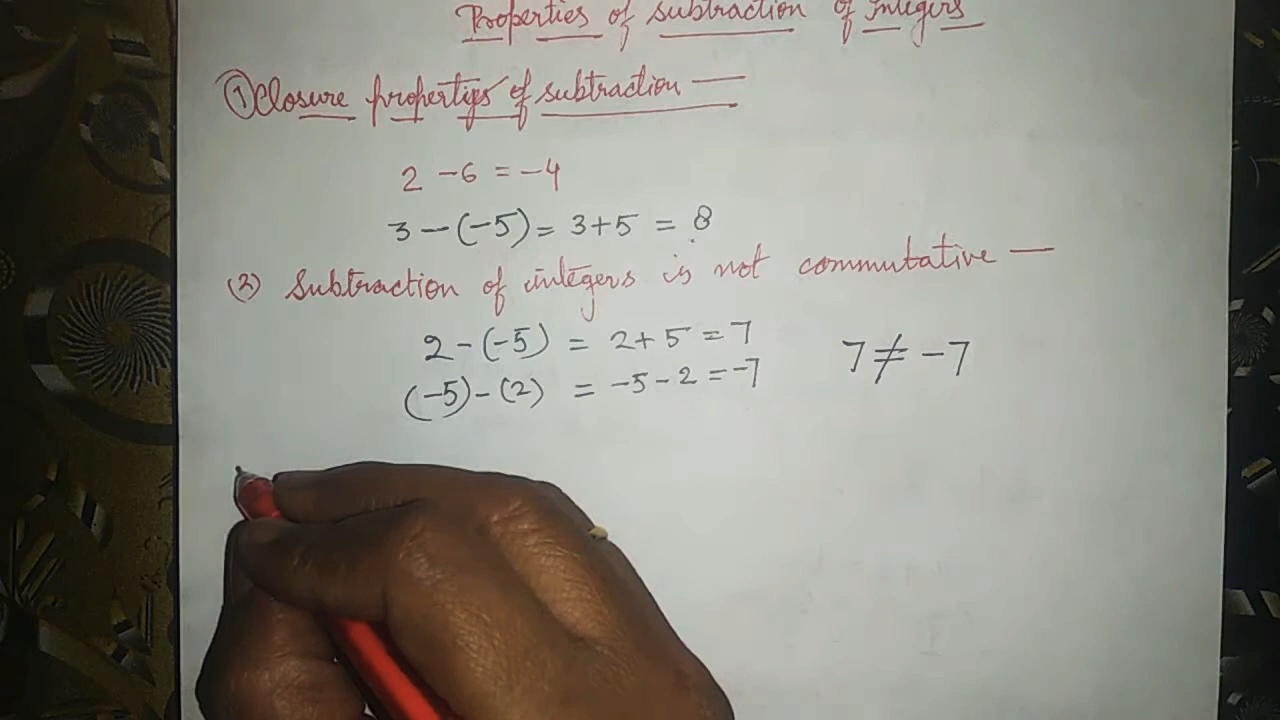 Properties of subtraction of Integers
① Closure properties of subtraction —
2 - 6 = -4
3 - (-5) = 3+5 = 8
② Subtraction of integers is not commutative —
2 - (-5) = 2+5 = 7
(-5) - (2) = -5 - 2 = -7
7 ≠ -7